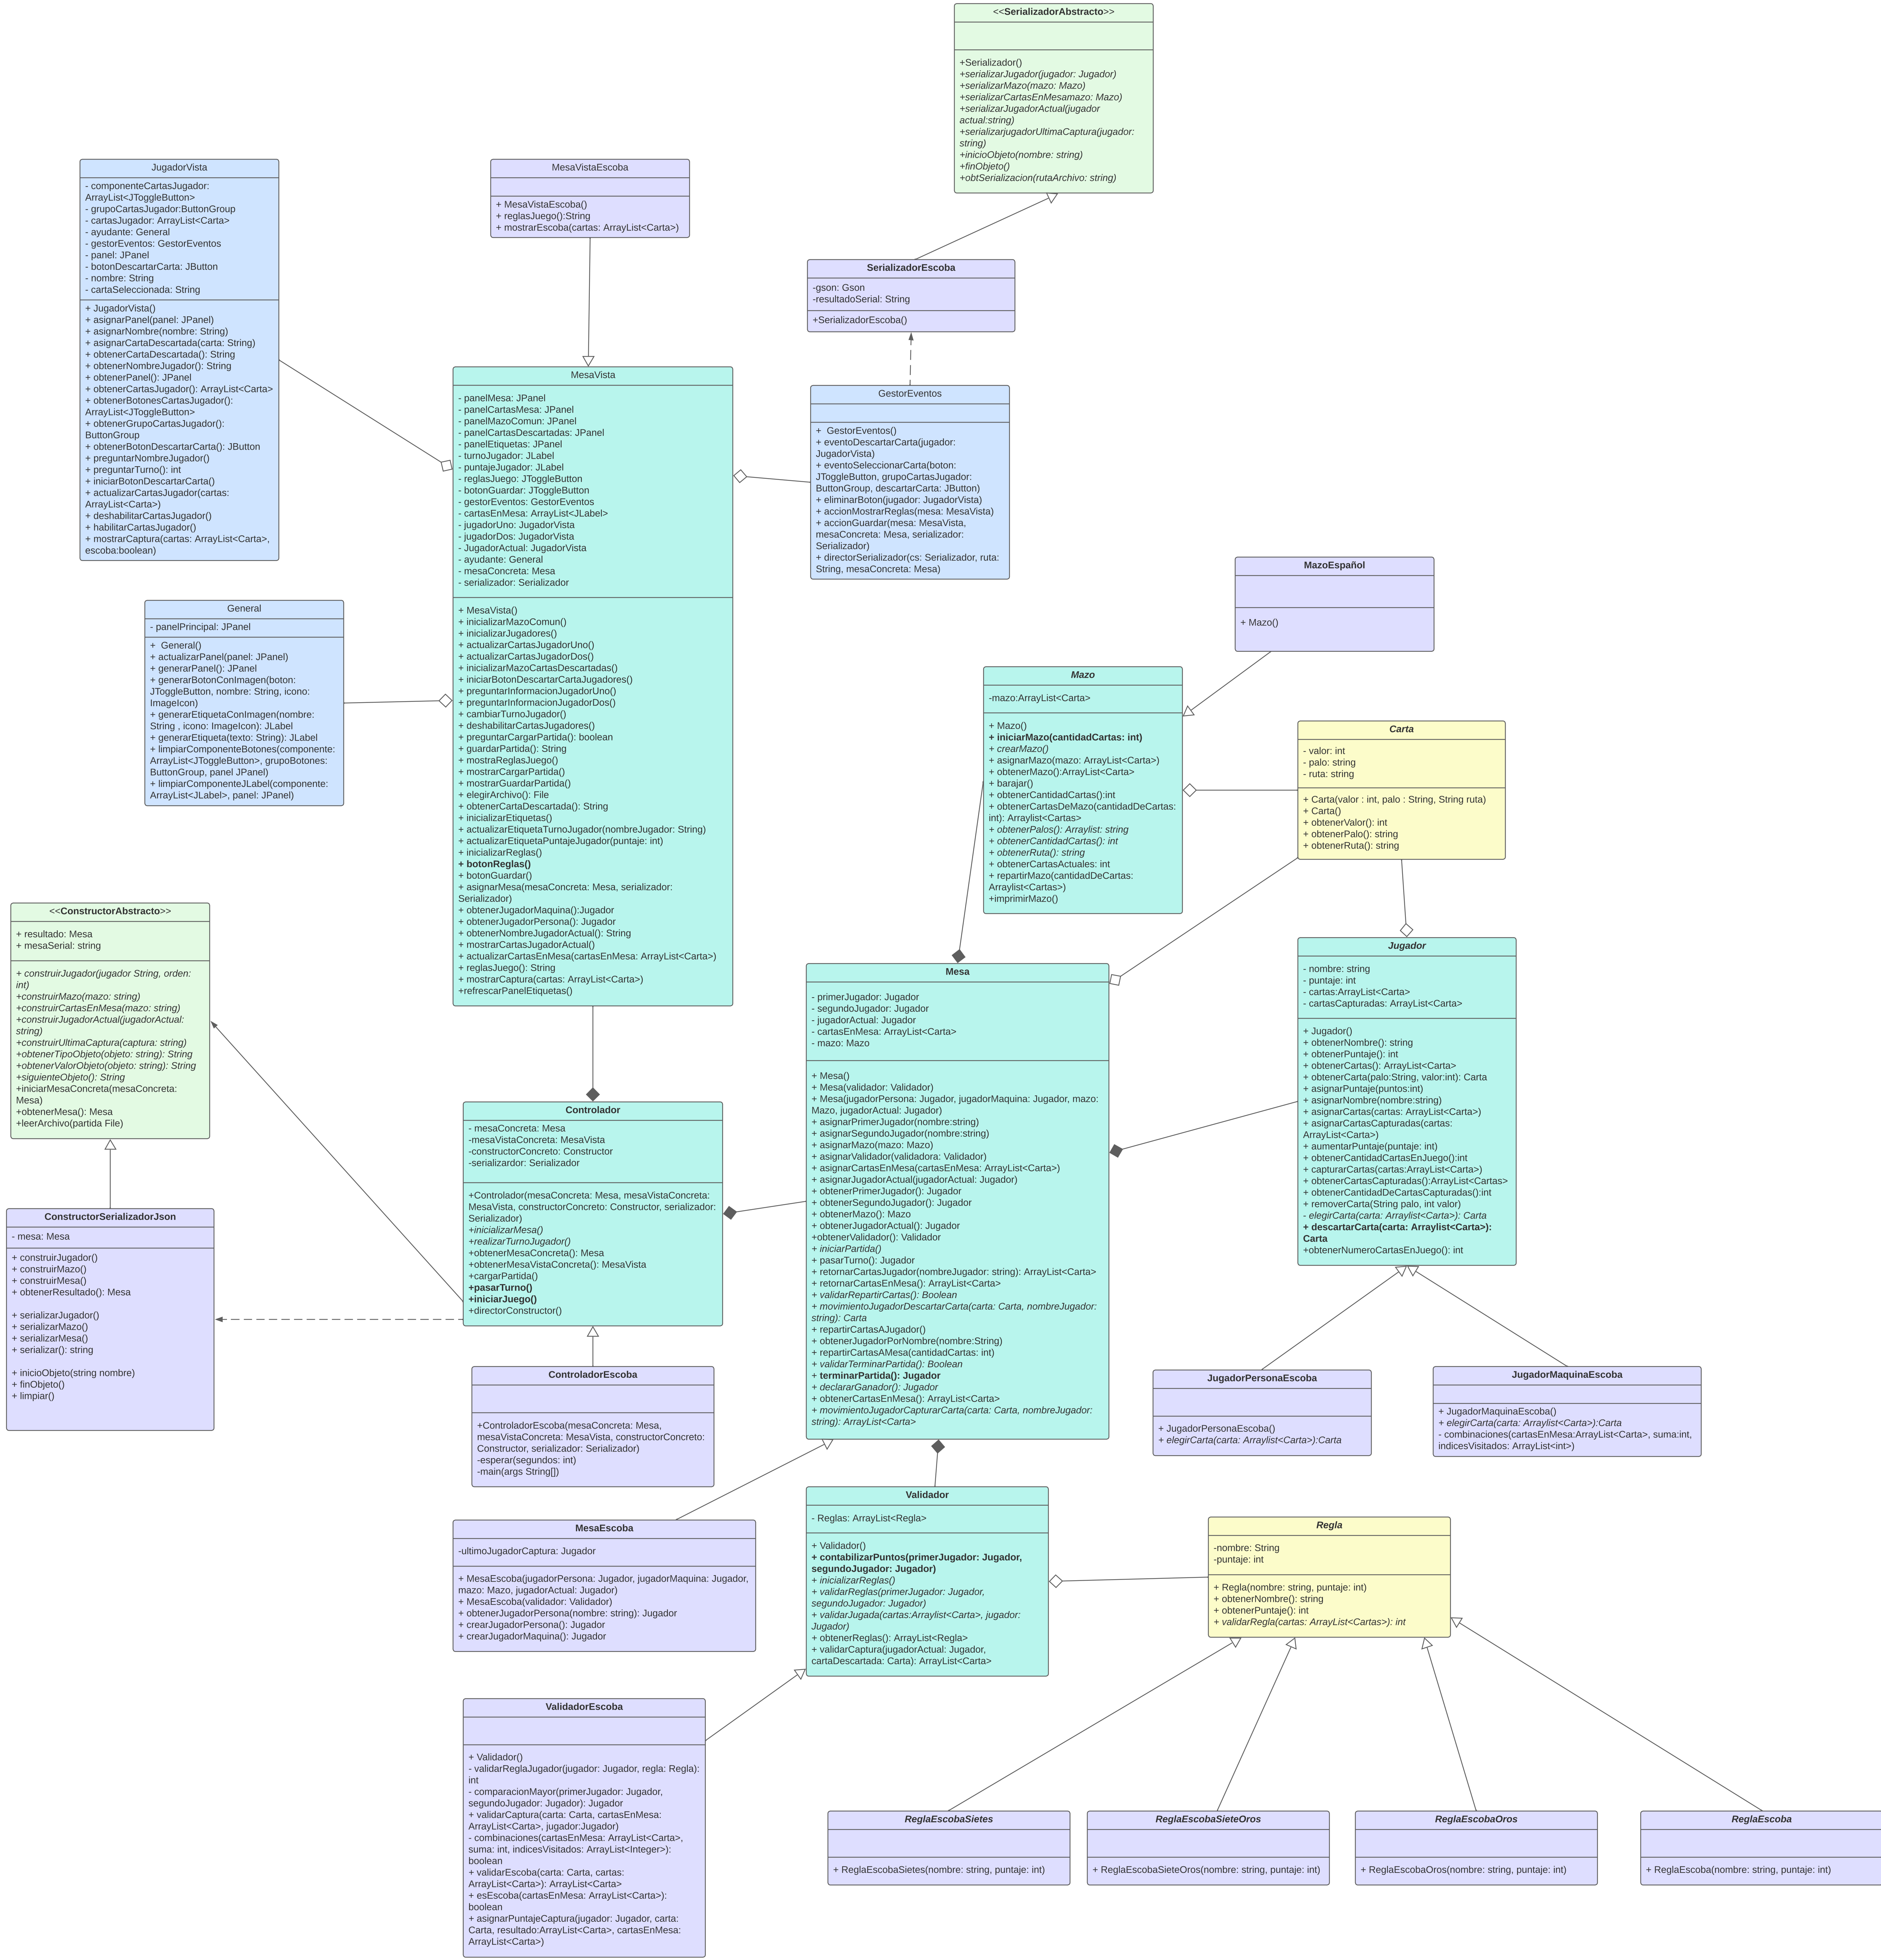 <<SerializadorAbstracto>>
+Serializador()
+serializarJugador(jugador: Jugador)
+serializarMazo(mazo: Mazo)
+serializarCartasEnMesamazo: Mazo)
+serializarJugadorActual(jugador
actual:string)
+serializarjugadorUltimaCaptura(jugador:
string)
+inicioObjeto(nombre: string)
+finObjeto()
+obtSerializacion(rutaArchivo: string)
JugadorVista
- componenteCartasJugador:
ArrayList<JToggleButton>
- grupoCartasJugador:ButtonGroup
- cartasJugador: ArrayList<Carta>
- ayudante: General
- gestorEventos: GestorEventos
- panel: JPanel
- botonDescartarCarta: JButton
- nombre: String
- cartaSeleccionada: String
+ JugadorVista()
+ asignarPanel(panel: JPanel)
+ asignarNombre(nombre: String)
+ asignarCartaDescartada(carta: String)
+ obtenerCartaDescartada(): String
+ obtenerNombreJugador(): String
+ obtenerPanel(): JPanel
+ obtenerCartasJugador(): ArrayList<Carta>
+ obtenerBotonesCartasJugador():
ArrayList<JToggleButton>
+ obtenerGrupoCartasJugador():
ButtonGroup
+ obtenerBotonDescartarCarta(): JButton
+ preguntarNombreJugador()
+ preguntarTurno(): int
+ iniciarBotonDescartarCarta()
+ actualizarCartasJugador(cartas:
ArrayList<Carta>)
+ deshabilitarCartasJugador()
+ habilitarCartasJugador()
+ mostrarCaptura(cartas: ArrayList<Carta>,
escoba:boolean)
MesaVistaEscoba
+ MesaVistaEscoba()
+ reglasJuego():String
+ mostrarEscoba(cartas: ArrayList<Carta>)
SerializadorEscoba
-gson: Gson
-resultadoSerial: String
+SerializadorEscoba()
MesaVista
- panelMesa: JPanel
- panelCartasMesa: JPanel
- panelMazoComun: JPanel
- panelCartasDescartadas: JPanel
- panelEtiquetas: JPanel
- turnoJugador: JLabel
- puntajeJugador: JLabel
- reglasJuego: JToggleButton
- botonGuardar: JToggleButton
- gestorEventos: GestorEventos
- cartasEnMesa: ArrayList<JLabel>
- jugadorUno: JugadorVista
- jugadorDos: JugadorVista
- JugadorActual: JugadorVista
- ayudante: General
- mesaConcreta: Mesa
- serializador: Serializador
+ MesaVista()
+ inicializarMazoComun()
+ inicializarJugadores()
+ actualizarCartasJugadorUno()
+ actualizarCartasJugadorDos()
+ inicializarMazoCartasDescartadas()
+ iniciarBotonDescartarCartaJugadores()
+ preguntarInformacionJugadorUno()
+ preguntarInformacionJugadorDos()
+ cambiarTurnoJugador()
+ deshabilitarCartasJugadores()
+ preguntarCargarPartida(): boolean
+ guardarPartida(): String
+ mostraReglasJuego()
+ mostrarCargarPartida()
+ mostrarGuardarPartida()
+ elegirArchivo(): File
+ obtenerCartaDescartada(): String
+ inicializarEtiquetas()
+ actualizarEtiquetaTurnoJugador(nombreJugador: String)
+ actualizarEtiquetaPuntajeJugador(puntaje: int)
+ inicializarReglas()
+ botonReglas()
+ botonGuardar()
+ asignarMesa(mesaConcreta: Mesa, serializador:
Serializador)
+ obtenerJugadorMaquina():Jugador
+ obtenerJugadorPersona(): Jugador
+ obtenerNombreJugadorActual(): String
+ mostrarCartasJugadorActual()
+ actualizarCartasEnMesa(cartasEnMesa: ArrayList<Carta>)
+ reglasJuego(): String
+ mostrarCaptura(cartas: ArrayList<Carta>)
+refrescarPanelEtiquetas()
GestorEventos
+ GestorEventos()
+ eventoDescartarCarta(jugador:
JugadorVista)
+ eventoSeleccionarCarta(boton:
JToggleButton, grupoCartasJugador:
ButtonGroup, descartarCarta: JButton)
+ eliminarBoton(jugador: JugadorVista)
+ accionMostrarReglas(mesa: MesaVista)
+ accionGuardar(mesa: MesaVista,
mesaConcreta: Mesa, serializador:
Serializador)
+ directorSerializador(cs: Serializador, ruta:
String, mesaConcreta: Mesa)
General
- panelPrincipal: JPanel
+ General()
+ actualizarPanel(panel: JPanel)
+ generarPanel(): JPanel
+ generarBotonConImagen(boton:
JToggleButton, nombre: String, icono:
ImageIcon)
+ generarEtiquetaConImagen(nombre:
String , icono: ImageIcon): JLabel
+ generarEtiqueta(texto: String): JLabel
+ limpiarComponenteBotones(componente:
ArrayList<JToggleButton>, grupoBotones:
ButtonGroup, panel JPanel)
+ limpiarComponenteJLabel(componente:
ArrayList<JLabel>, panel: JPanel)
MazoEspañol
+ Mazo()
Mazo
-mazo:ArrayList<Carta>
+ Mazo()
+ iniciarMazo(cantidadCartas: int)
+ crearMazo()
+ asignarMazo(mazo: ArrayList<Carta>)
+ obtenerMazo():ArrayList<Carta>
+ barajar()
+ obtenerCantidadCartas():int
+ obtenerCartasDeMazo(cantidadDeCartas:
int): Arraylist<Cartas>
+ obtenerPalos(): Arraylist: string
+ obtenerCantidadCartas(): int
+ obtenerRuta(): string
+ obtenerCartasActuales: int
+ repartirMazo(cantidadDeCartas:
Arraylist<Cartas>)
+imprimirMazo()
Carta
- valor: int
- palo: string
- ruta: string
+ Carta(valor : int, palo : String, String ruta)
+ Carta()
+ obtenerValor(): int
+ obtenerPalo(): string
+ obtenerRuta(): string
<<ConstructorAbstracto>>
+ resultado: Mesa
+ mesaSerial: string
+ construirJugador(jugador String, orden:
int)
+construirMazo(mazo: string)
+construirCartasEnMesa(mazo: string)
+construirJugadorActual(jugadorActual:
string)
+construirUltimaCaptura(captura: string)
+obtenerTipoObjeto(objeto: string): String
+obtenerValorObjeto(objeto: string): String
+siguienteObjeto(): String
+iniciarMesaConcreta(mesaConcreta:
Mesa)
+obtenerMesa(): Mesa
+leerArchivo(partida File)
Jugador
- nombre: string
- puntaje: int
- cartas:ArrayList<Carta>
- cartasCapturadas: ArrayList<Carta>
+ Jugador()
+ obtenerNombre(): string
+ obtenerPuntaje(): int
+ obtenerCartas(): ArrayList<Carta>
+ obtenerCarta(palo:String, valor:int): Carta
+ asignarPuntaje(puntos:int)
+ asignarNombre(nombre:string)
+ asignarCartas(cartas: ArrayList<Carta>)
+ asignarCartasCapturadas(cartas:
ArrayList<Carta>)
+ aumentarPuntaje(puntaje: int)
+ obtenerCantidadCartasEnJuego():int
+ capturarCartas(cartas:ArrayList<Carta>)
+ obtenerCartasCapturadas():ArrayList<Cartas>
+ obtenerCantidadDeCartasCapturadas():int
+ removerCarta(String palo, int valor)
- elegirCarta(carta: Arraylist<Carta>): Carta
+ descartarCarta(carta: Arraylist<Carta>):
Carta
+obtenerNumeroCartasEnJuego(): int
Mesa
- primerJugador: Jugador
- segundoJugador: Jugador
- jugadorActual: Jugador
- cartasEnMesa: ArrayList<Carta>
- mazo: Mazo
+ Mesa()
+ Mesa(validador: Validador)
+ Mesa(jugadorPersona: Jugador, jugadorMaquina: Jugador, mazo:
Mazo, jugadorActual: Jugador)
+ asignarPrimerJugador(nombre:string)
+ asignarSegundoJugador(nombre:string)
+ asignarMazo(mazo: Mazo)
+ asignarValidador(validadora: Validador)
+ asignarCartasEnMesa(cartasEnMesa: ArrayList<Carta>)
+ asignarJugadorActual(jugadorActual: Jugador)
+ obtenerPrimerJugador(): Jugador
+ obtenerSegundoJugador(): Jugador
+ obtenerMazo(): Mazo
+ obtenerJugadorActual(): Jugador
+obtenerValidador(): Validador
+ iniciarPartida()
+ pasarTurno(): Jugador
+ retornarCartasJugador(nombreJugador: string): ArrayList<Carta>
+ retornarCartasEnMesa(): ArrayList<Carta>
+ validarRepartirCartas(): Boolean
+ movimientoJugadorDescartarCarta(carta: Carta, nombreJugador:
string): Carta
+ repartirCartasAJugador()
+ obtenerJugadorPorNombre(nombre:String)
+ repartirCartasAMesa(cantidadCartas: int)
+ validarTerminarPartida(): Boolean
+ terminarPartida(): Jugador
+ declararGanador(): Jugador
+ obtenerCartasEnMesa(): ArrayList<Carta>
+ movimientoJugadorCapturarCarta(carta: Carta, nombreJugador:
string): ArrayList<Carta>
Controlador
- mesaConcreta: Mesa
-mesaVistaConcreta: MesaVista
-constructorConcreto: Constructor
-serializardor: Serializador
+Controlador(mesaConcreta: Mesa, mesaVistaConcreta:
MesaVista, constructorConcreto: Constructor, serializador:
Serializador)
+inicializarMesa()
+realizarTurnoJugador()
+obtenerMesaConcreta(): Mesa
+obtenerMesaVistaConcreta(): MesaVista
+cargarPartida()
+pasarTurno()
+iniciarJuego()
+directorConstructor()
ConstructorSerializadorJson
- mesa: Mesa
+ construirJugador()
+ construirMazo()
+ construirMesa()
+ obtenerResultado(): Mesa
+ serializarJugador()
+ serializarMazo()
+ serializarMesa()
+ serializar(): string
+ inicioObjeto(string nombre)
+ finObjeto()
+ limpiar()
ControladorEscoba
+ControladorEscoba(mesaConcreta: Mesa,
mesaVistaConcreta: MesaVista, constructorConcreto:
Constructor, serializador: Serializador)
-esperar(segundos: int)
-main(args String[])
JugadorPersonaEscoba
+ JugadorPersonaEscoba()
+ elegirCarta(carta: Arraylist<Carta>):Carta
JugadorMaquinaEscoba
+ JugadorMaquinaEscoba()
+ elegirCarta(carta: Arraylist<Carta>):Carta
- combinaciones(cartasEnMesa:ArrayList<Carta>, suma:int,
indicesVisitados: ArrayList<int>)
MesaEscoba
-ultimoJugadorCaptura: Jugador
+ MesaEscoba(jugadorPersona: Jugador, jugadorMaquina: Jugador,
mazo: Mazo, jugadorActual: Jugador)
+ MesaEscoba(validador: Validador)
+ obtenerJugadorPersona(nombre: string): Jugador
+ crearJugadorPersona(): Jugador
+ crearJugadorMaquina(): Jugador
Validador
- Reglas: ArrayList<Regla>
+ Validador()
+ contabilizarPuntos(primerJugador: Jugador,
segundoJugador: Jugador)
+ inicializarReglas()
+ validarReglas(primerJugador: Jugador,
segundoJugador: Jugador)
+ validarJugada(cartas:Arraylist<Carta>, jugador:
Jugador)
+ obtenerReglas(): ArrayList<Regla>
+ validarCaptura(jugadorActual: Jugador,
cartaDescartada: Carta): ArrayList<Carta>
Regla
-nombre: String
-puntaje: int
+ Regla(nombre: string, puntaje: int)
+ obtenerNombre(): string
+ obtenerPuntaje(): int
+ validarRegla(cartas: ArrayList<Cartas>): int
ValidadorEscoba
+ Validador()
- validarReglaJugador(jugador: Jugador, regla: Regla):
int
- comparacionMayor(primerJugador: Jugador,
segundoJugador: Jugador): Jugador
+ validarCaptura(carta: Carta, cartasEnMesa:
ArrayList<Carta>, jugador:Jugador)
- combinaciones(cartasEnMesa: ArrayList<Carta>,
suma: int, indicesVisitados: ArrayList<Integer>):
boolean
+ validarEscoba(carta: Carta, cartas:
ArrayList<Carta>): ArrayList<Carta>
+ esEscoba(cartasEnMesa: ArrayList<Carta>):
boolean
+ asignarPuntajeCaptura(jugador: Jugador, carta:
Carta, resultado:ArrayList<Carta>, cartasEnMesa:
ArrayList<Carta>)
ReglaEscobaSietes
+ ReglaEscobaSietes(nombre: string, puntaje: int)
ReglaEscobaSieteOros
+ ReglaEscobaSieteOros(nombre: string, puntaje: int)
ReglaEscobaOros
+ ReglaEscobaOros(nombre: string, puntaje: int)
ReglaEscoba
+ ReglaEscoba(nombre: string, puntaje: int)